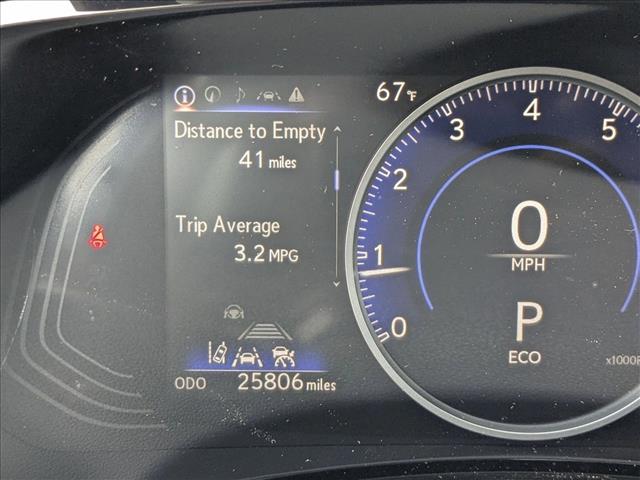 67°F
Distance to Empty
41 miles
Trip Average
3.2 MPG
ODO 25806 miles
0
1
2
3
4
5
0
MPH
P
ECO
x1000